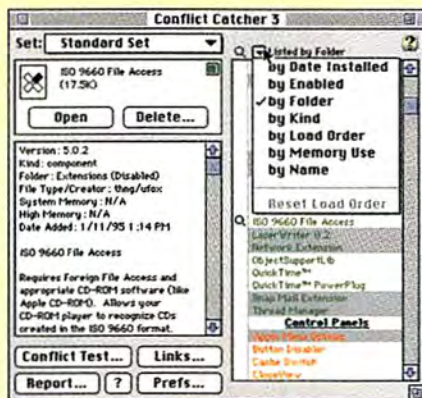 Conflict Catcher 3
Set: Standard Set
ISO 9660 File Access
(17.5k)
Open
Delete...
Version: 5.0.2
Kind: component
Folder: Extensions (Disabled)
File Type/Creator: thng/ufox
System Memory: N/A
High Memory: N/A
Date Added: 1/11/95 1:14 PM
ISO 9660 File Access
Requires Foreign File Access and
appropriate CD-ROM software (like
Apple CD-ROM). Allows your
CD-ROM player to recognize CDs
created in the ISO 9660 format.
Conflict Test...
Links...
Report...
?
Prefs...
Listed by Folder
?
by Date Installed
by Enabled
✓by Folder
by Kind
by Load Order
by Memory Use
by Name
Reset Load Order
ISO 9660 File Access
LaserWriter 8.2
Network Extension
ObjectSupportLib
QuickTime™
QuickTime™ PowerPlug
Snap Mail Extension
Thread Manager
Control Panels
Apple Menu Options
Button Disabler
Cache Switch
CloseView